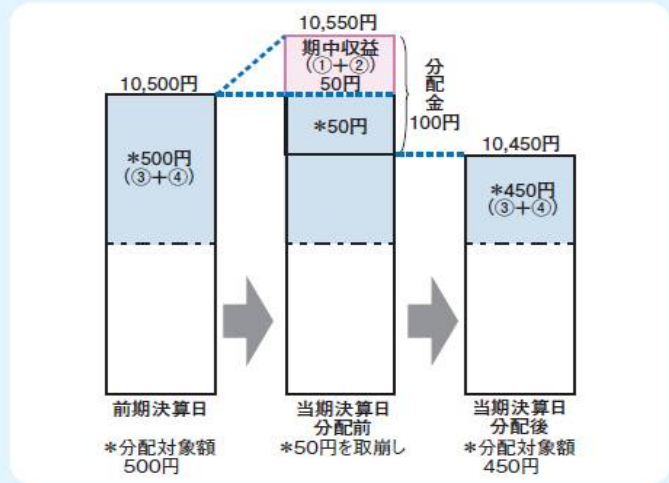 10,500円
*500円
(③+④)
前期決算日
*分配対象額
500円
10,550円
期中収益
(①+②)
50円
*50円
分配金
100円
当期決算日
分配前
*50円を取崩し
10,450円
*450円
(③+④)
当期決算日
分配後
*分配対象額
450円